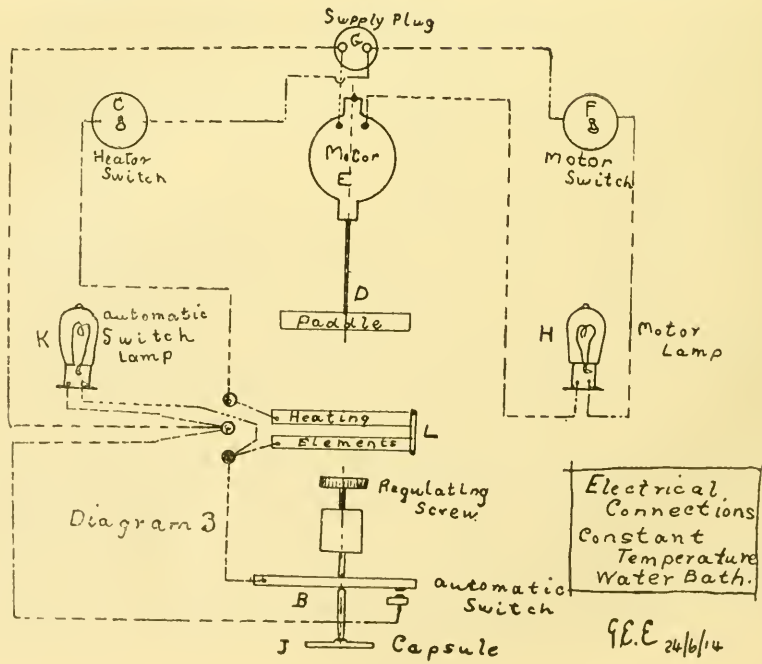 Supply Plug
G
C
Heator
Switch
Motor
E
F
Motor
Switch
D
Paddle
K
automatic
Switch
Lamp
H
Motor
Lamp
Heating
Elements
L
Regulating
Screw.
Diagram 3
B
automatic
Switch
J
Capsule
Electrical
Connections
Constant
Temperature
Water Bath.
G.E.E 24/6/14